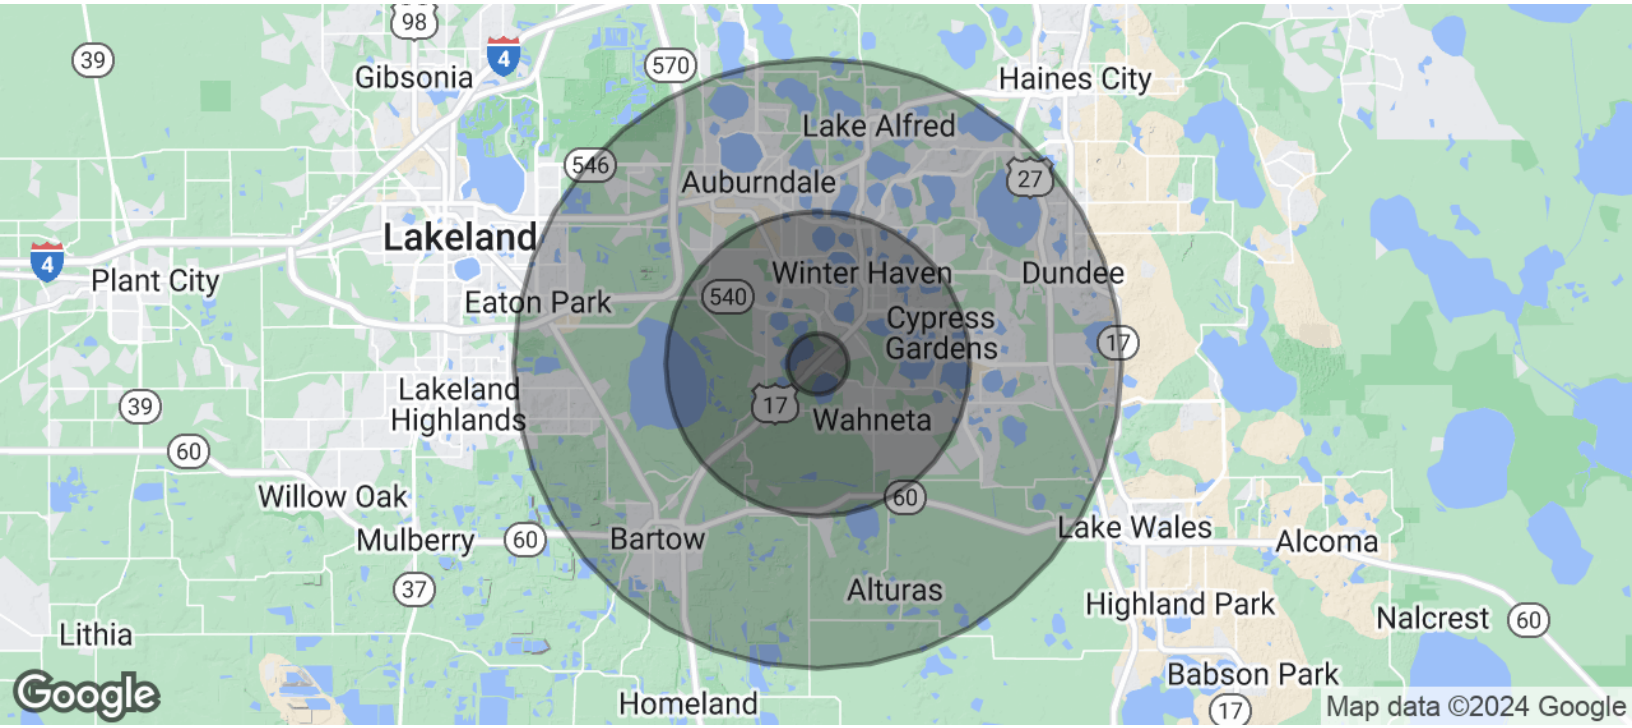 98
39
4
570
Gibsonia
Haines City
Lake Alfred
546
Auburndale
27
Lakeland
4
Plant City
Winter Haven
Dundee
540
Eaton Park
Cypress
Gardens
17
Lakeland
Highlands
39
17
Wahneta
60
Willow Oak
60
Lake Wales
Mulberry
60
Bartow
Alcoma
37
Alturas
Highland Park
Nalcrest
60
Lithia
Babson Park
Google
Homeland
17
Map data ©2024 Google